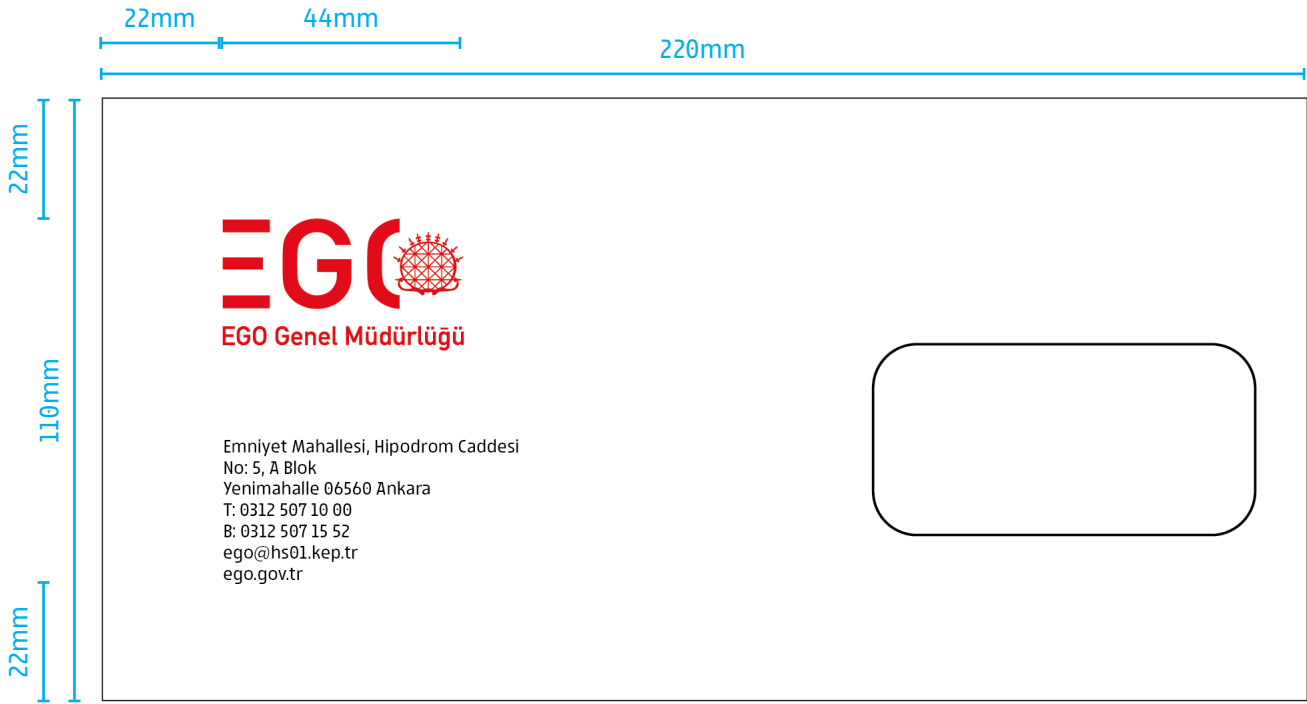 22mm
44mm
220mm
22mm
110mm
22mm
EGO
EGO Genel Müdürlüğü
Emniyet Mahallesi, Hipodrom Caddesi
No: 5, A Blok
Yenimahalle 06560 Ankara
T: 0312 507 10 00
B: 0312 507 15 52
ego@hs01.kep.tr
ego.gov.tr